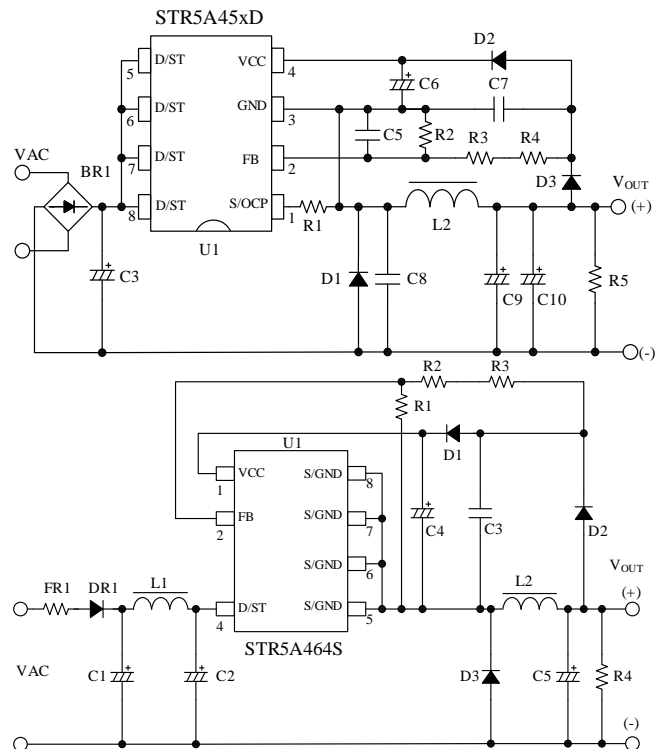 STR5A45xD
D/ST VCC D2
5 4
C6 C7
D/ST GND
6 3
C5 R2 R3 R4
VAC
D/ST FB
BR1 7 2
D3 VOUT
D/ST S/OCP (+)
8 1 R1
U1 L2
C3 D1 C8 C9 C10 R5
(-)
R2 R3
R1
U1
D1
VCC S/GND
1 8
C4 C3
FB S/GND
2 7
D2
S/GND
6
FR1 DR1 L1 L2 VOUT
(+)
D/ST S/GND
4 5
STR5A464S
VAC C1 C2 D3 C5 R4
(-)